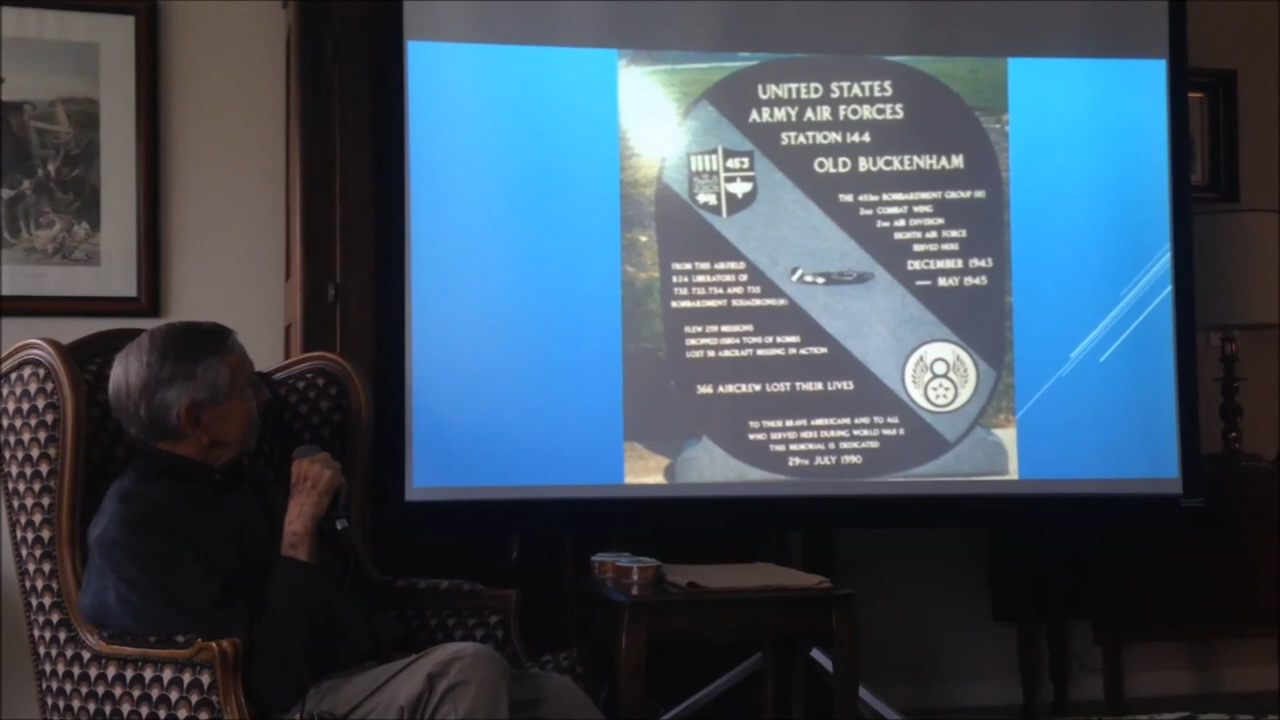 UNITED STATES
ARMY AIR FORCES
STATION 144
OLD BUCKENHAM
453
THE 453RD BOMBARDMENT GROUP (H)
2ND COMBAT WING
2ND AIR DIVISION
EIGHTH AIR FORCE
SERVED HERE
DECEMBER 1943
— MAY 1945
FROM THIS AIRFIELD
B24 LIBERATORS OF
732, 733, 734, AND 735
BOMBARDMENT SQUADRONS (H)
FLEW 259 MISSIONS
DROPPED TONS OF BOMBS
LOST 58 AIRCRAFT MISSING IN ACTION
366 AIRCREW LOST THEIR LIVES
8
TO THESE BRAVE AMERICANS AND TO ALL
WHO SERVED HERE DURING WORLD WAR II
THIS MEMORIAL IS DEDICATED
29TH JULY 1990